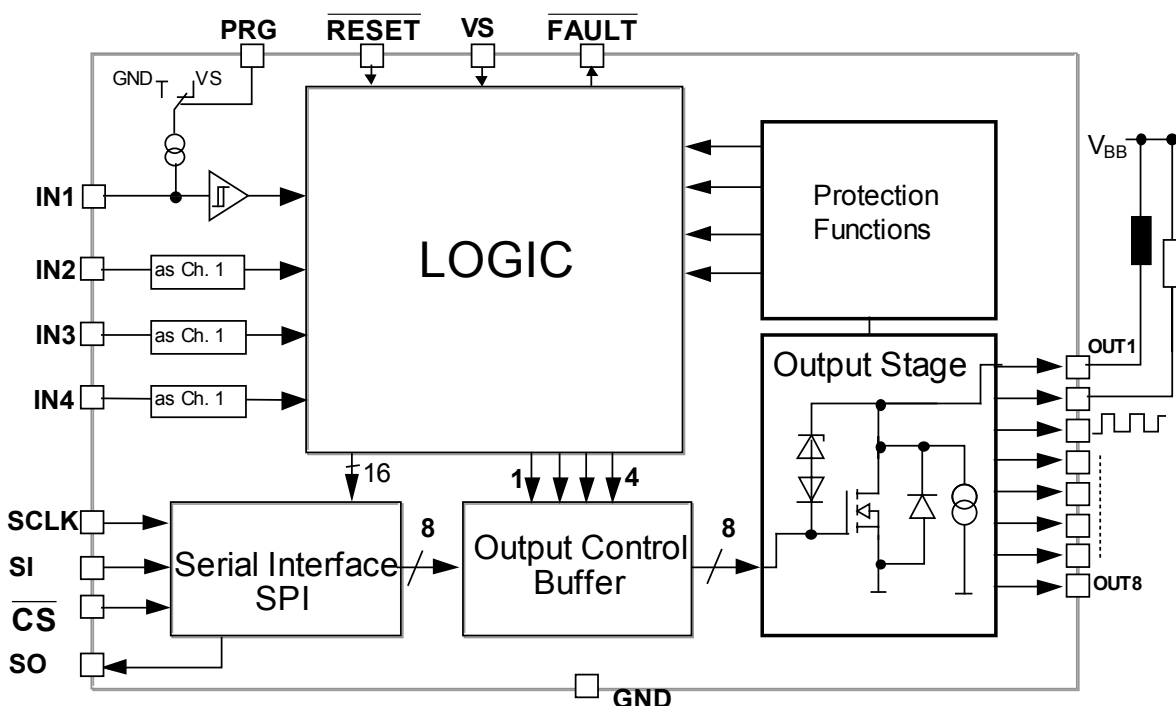 PRG
RESET
VS
FAULT
GND
VS
IN1
IN2
as Ch. 1
IN3
as Ch. 1
IN4
as Ch. 1
LOGIC
Protection
Functions
VBB
Output Stage
OUT1
16
1
4
SCLK
SI
CS
SO
Serial Interface
SPI
8
Output Control
Buffer
8
OUT8
GND